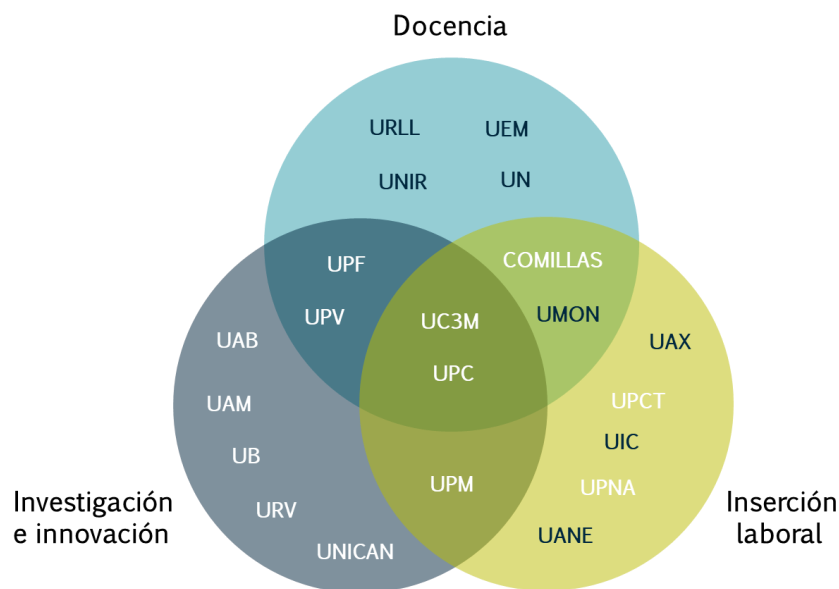 Docencia
URLL
UEM
UNIR
UN
UPF
COMILLAS
UPV
UC3M
UMON
UAB
UAX
UPC
UAM
UPCT
UB
UIC
UPM
UPNA
Investigación
e innovación
URV
Inserción
laboral
UNICAN
UANE